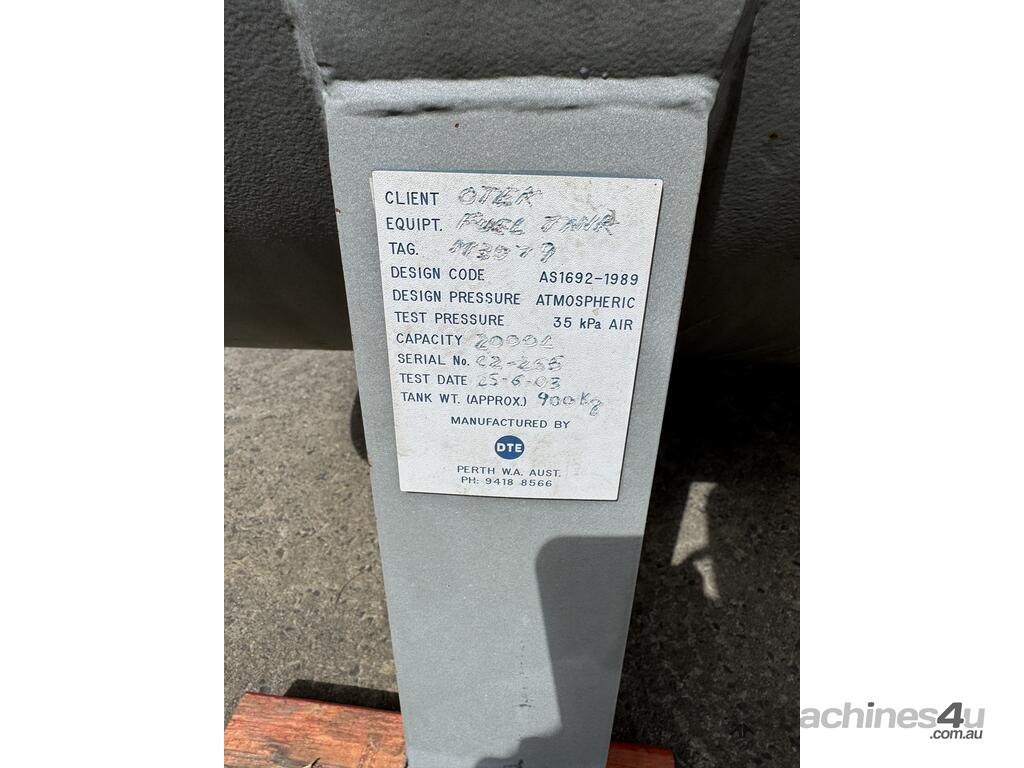 CLIENT OTEK
EQUIPT. FUEL TANK
TAG. M3079
DESIGN CODE AS1692-1989
DESIGN PRESSURE ATMOSPHERIC
TEST PRESSURE 35 kPa AIR
CAPACITY 2000L
SERIAL No. C2-255
TEST DATE 25-6-03
TANK WT. (APPROX.) 900Kg
MANUFACTURED BY
DTE
PERTH W.A. AUST.
PH: 9418 8566
machines4u
.com.au